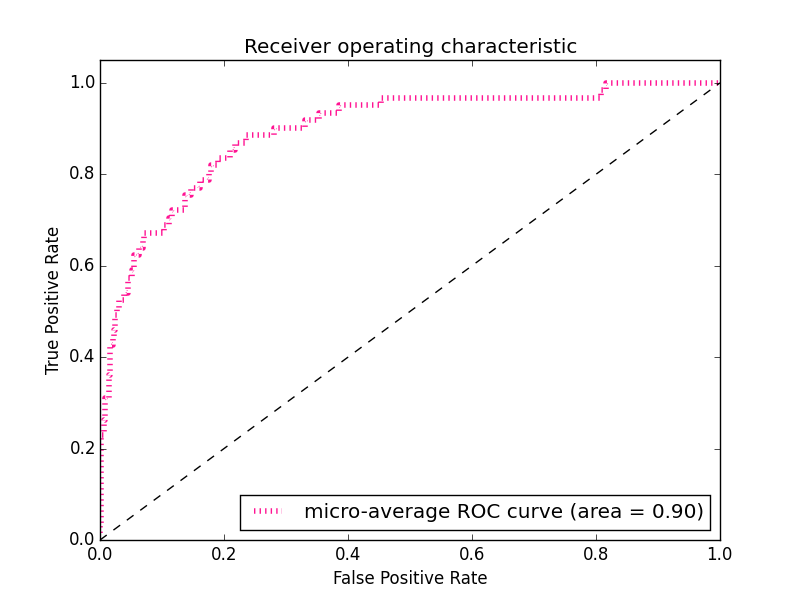 Receiver operating characteristic
1.0
0.8
0.6
0.4
0.2
0.0
True Positive Rate
micro-average ROC curve (area = 0.90)
0.0 0.2 0.4 0.6 0.8 1.0
False Positive Rate